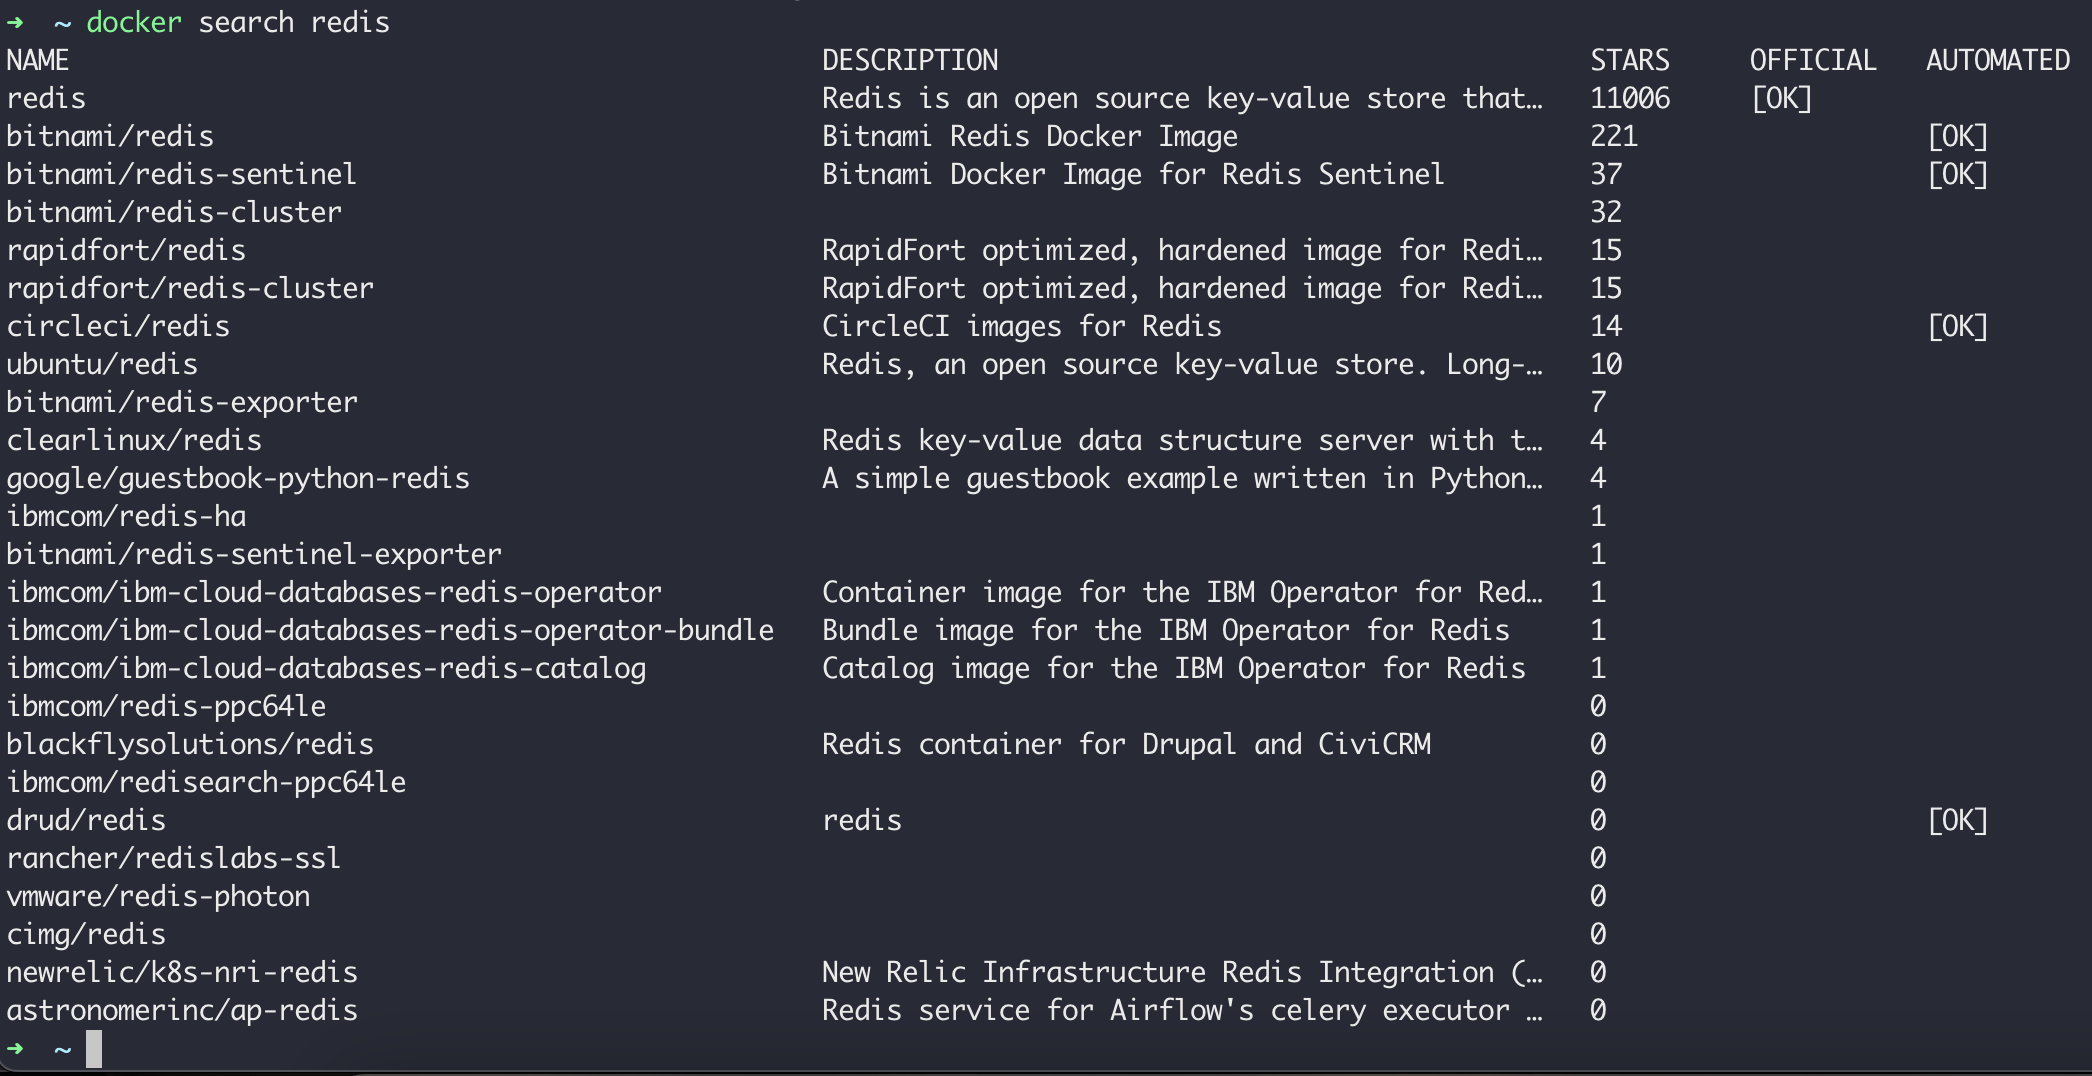 ➜  ~ docker search redis
NAME DESCRIPTION STARS OFFICIAL AUTOMATED
redis Redis is an open source key-value store that… 11006 [OK]
bitnami/redis Bitnami Redis Docker Image 221 [OK]
bitnami/redis-sentinel Bitnami Docker Image for Redis Sentinel 37 [OK]
bitnami/redis-cluster 32
rapidfort/redis RapidFort optimized, hardened image for Redi… 15
rapidfort/redis-cluster RapidFort optimized, hardened image for Redi… 15
circleci/redis CircleCI images for Redis 14 [OK]
ubuntu/redis Redis, an open source key-value store. Long-… 10
bitnami/redis-exporter 7
clearlinux/redis Redis key-value data structure server with t… 4
google/guestbook-python-redis A simple guestbook example written in Python… 4
ibmcom/redis-ha 1
bitnami/redis-sentinel-exporter 1
ibmcom/ibm-cloud-databases-redis-operator Container image for the IBM Operator for Red… 1
ibmcom/ibm-cloud-databases-redis-operator-bundle Bundle image for the IBM Operator for Redis 1
ibmcom/ibm-cloud-databases-redis-catalog Catalog image for the IBM Operator for Redis 1
ibmcom/redis-ppc64le 0
blackflysolutions/redis Redis container for Drupal and CiviCRM 0
ibmcom/redisearch-ppc64le 0
drud/redis redis 0 [OK]
rancher/redislabs-ssl 0
vmware/redis-photon 0
cimg/redis 0
newrelic/k8s-nri-redis New Relic Infrastructure Redis Integration (… 0
astronomerinc/ap-redis Redis service for Airflow's celery executor … 0
➜  ~